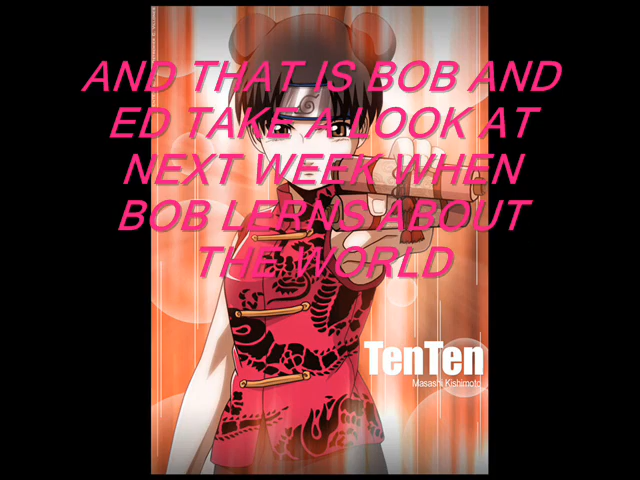 AND THAT IS BOB AND
ED TAKE A LOOK AT
NEXT WEEK WHEN
BOB LERNS ABOUT
THE WORLD
TenTen
Masashi Kishimoto